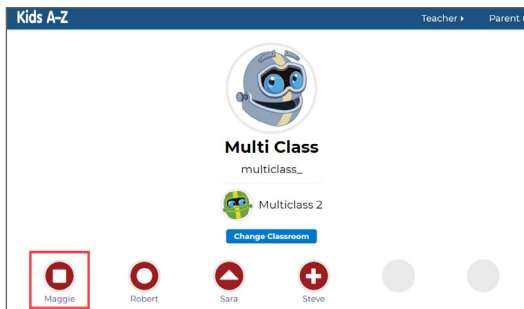 Kids A-Z
Teacher
Parent
Multi Class
multiclass_
Multiclass 2
Change Classroom
Maggie
Robert
Sara
Steve